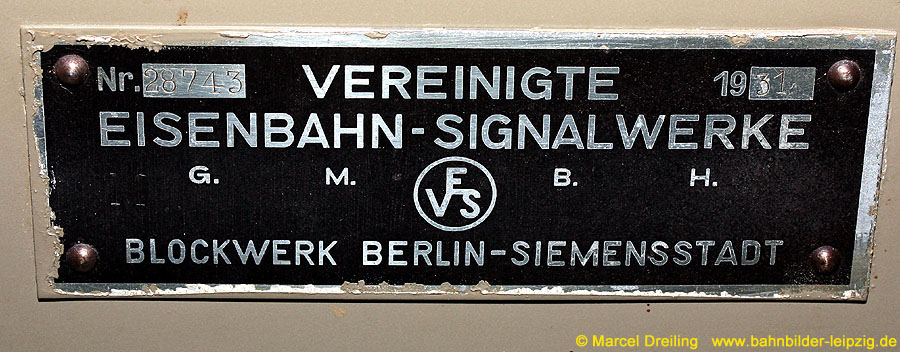 Nr. 28743 VEREINIGTE 1931
EISENBAHN-SIGNALWERKE
G. M. B. H.
VES
BLOCKWERK BERLIN-SIEMENSSTADT
© Marcel Dreiling www.bahnbilder-leipzig.de